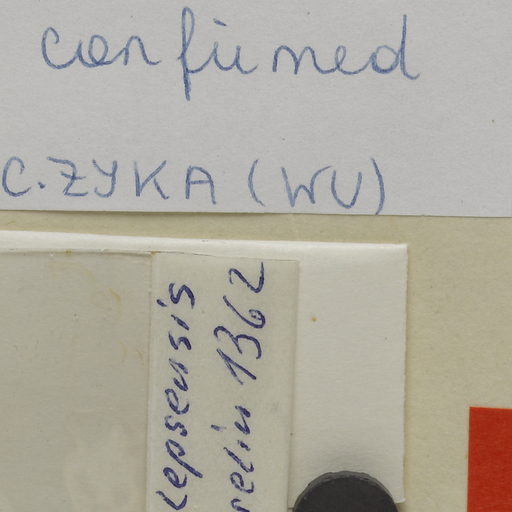 confirmed
C. ZYKA (WU)
lepsensis
relin 1362